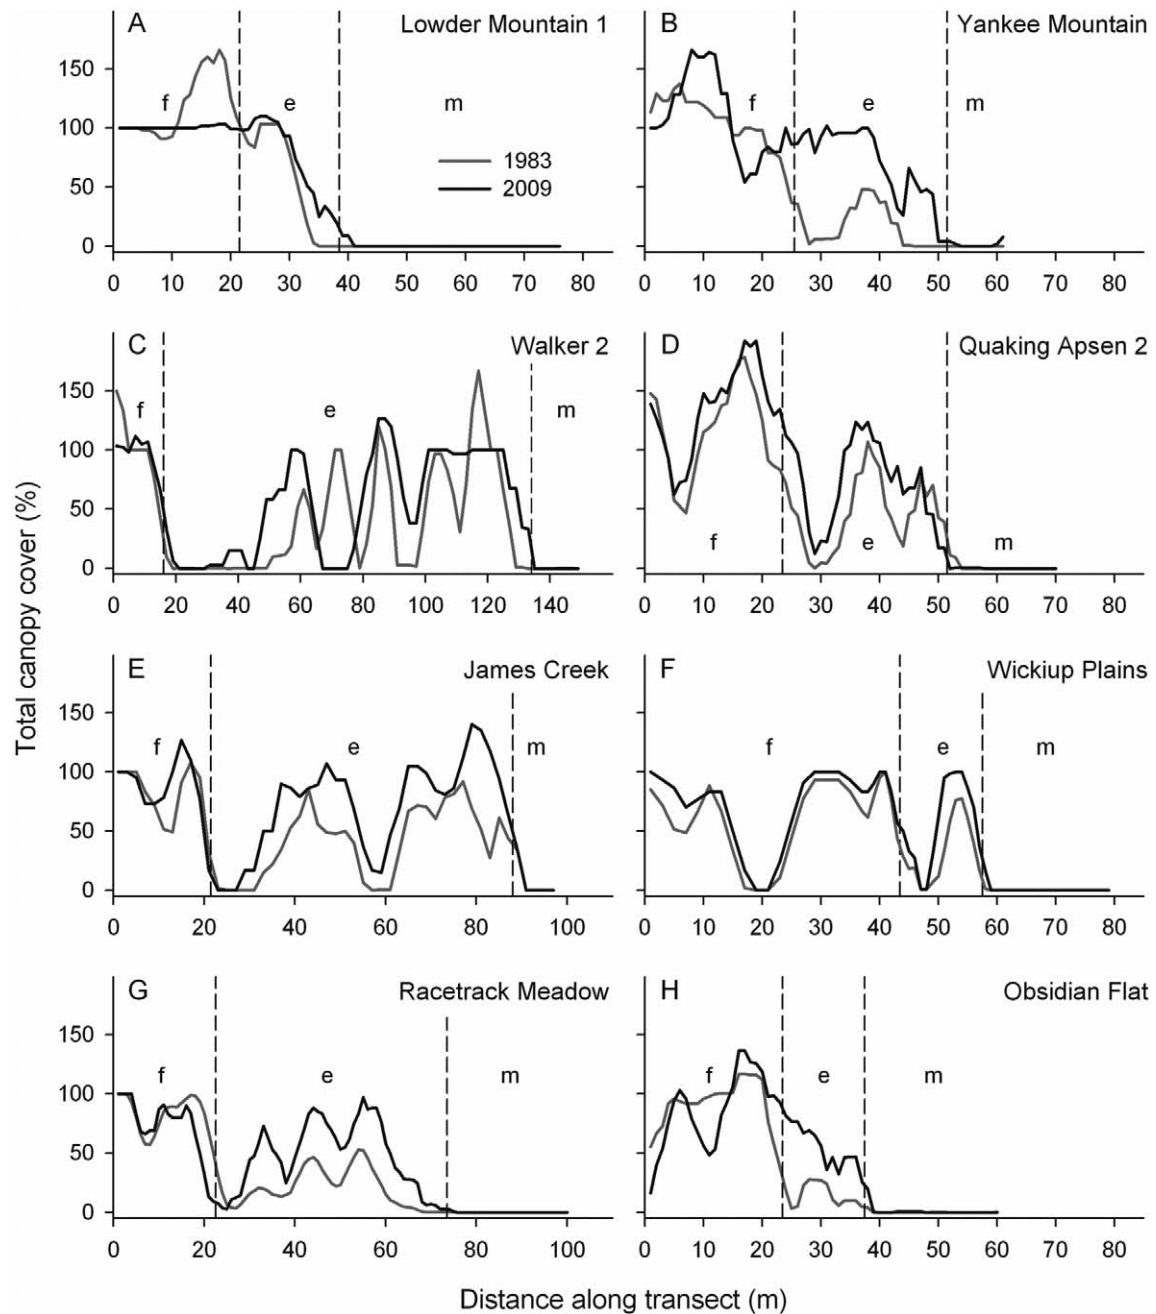 A Lowder Mountain 1
B Yankee Mountain
150
f e m
f e m
100
1983
50
2009
0
0 10 20 30 40 50 60 70 80
0 10 20 30 40 50 60 70 80
C Walker 2
D Quaking Apsen 2
150
f e m
100
50
f e m
0
0 20 40 60 80 100 120 140
0 10 20 30 40 50 60 70 80
E James Creek
F Wickiup Plains
150
f e m
f e m
100
50
0
0 20 40 60 80 100
0 10 20 30 40 50 60 70 80
G Racetrack Meadow
H Obsidian Flat
150
f e m
f e m
100
50
0
0 20 40 60 80 100
0 10 20 30 40 50 60 70 80
Total canopy cover (%)
Distance along transect (m)